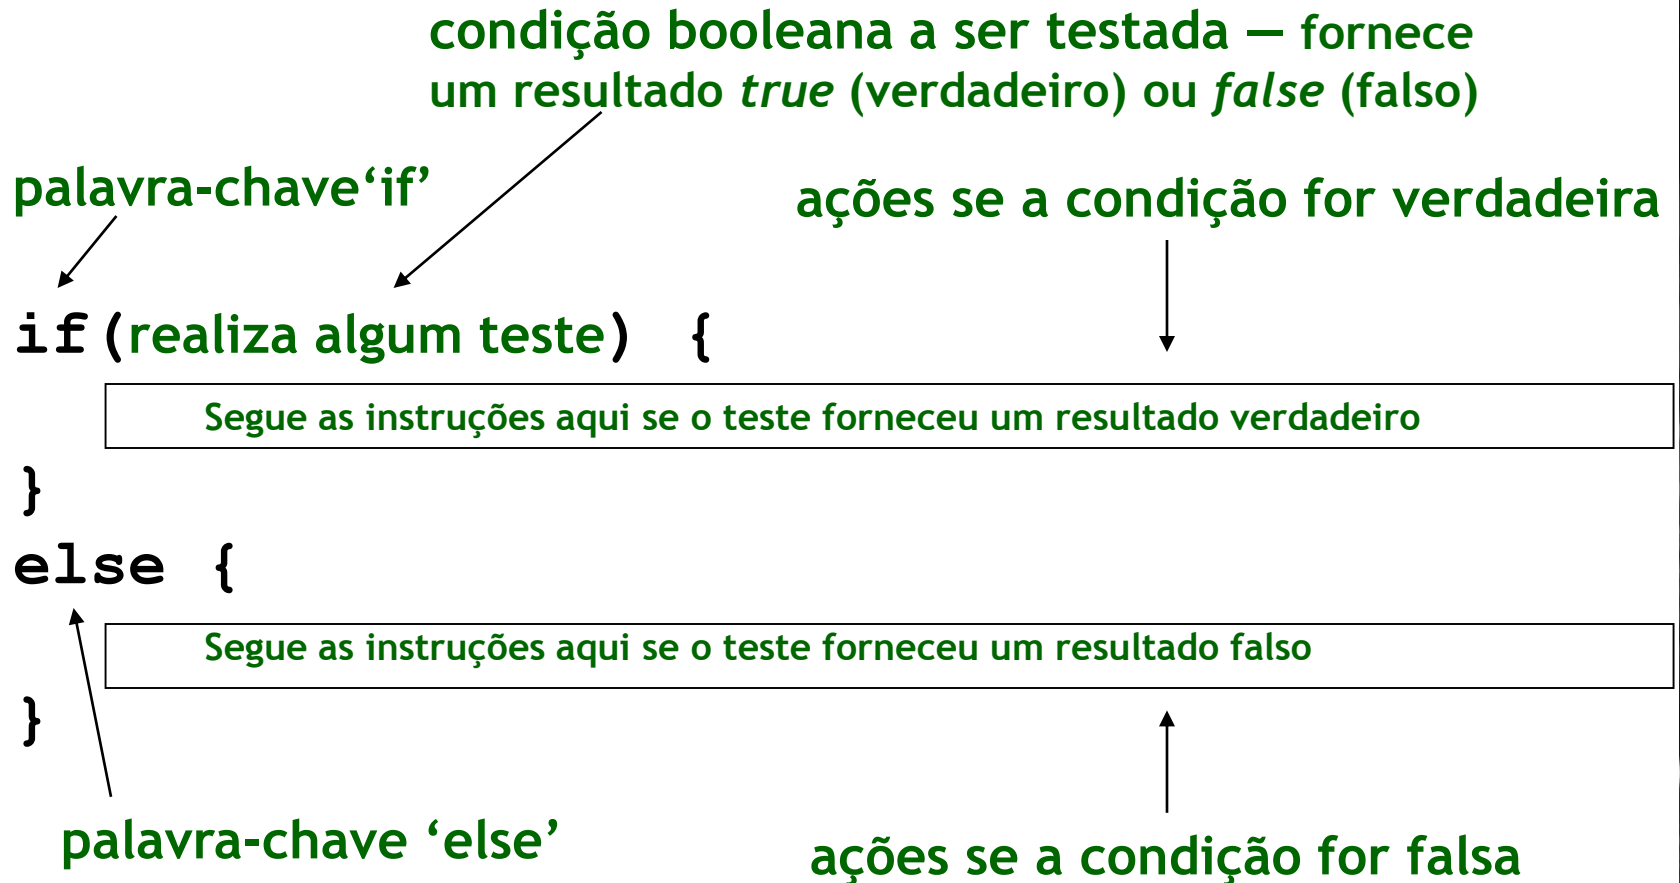 condição booleana a ser testada — fornece
um resultado true (verdadeiro) ou false (falso)
palavra-chave‘if’
ações se a condição for verdadeira
if(realiza algum teste) {
Segue as instruções aqui se o teste forneceu um resultado verdadeiro
}
else {
Segue as instruções aqui se o teste forneceu um resultado falso
}
palavra-chave ‘else’
ações se a condição for falsa